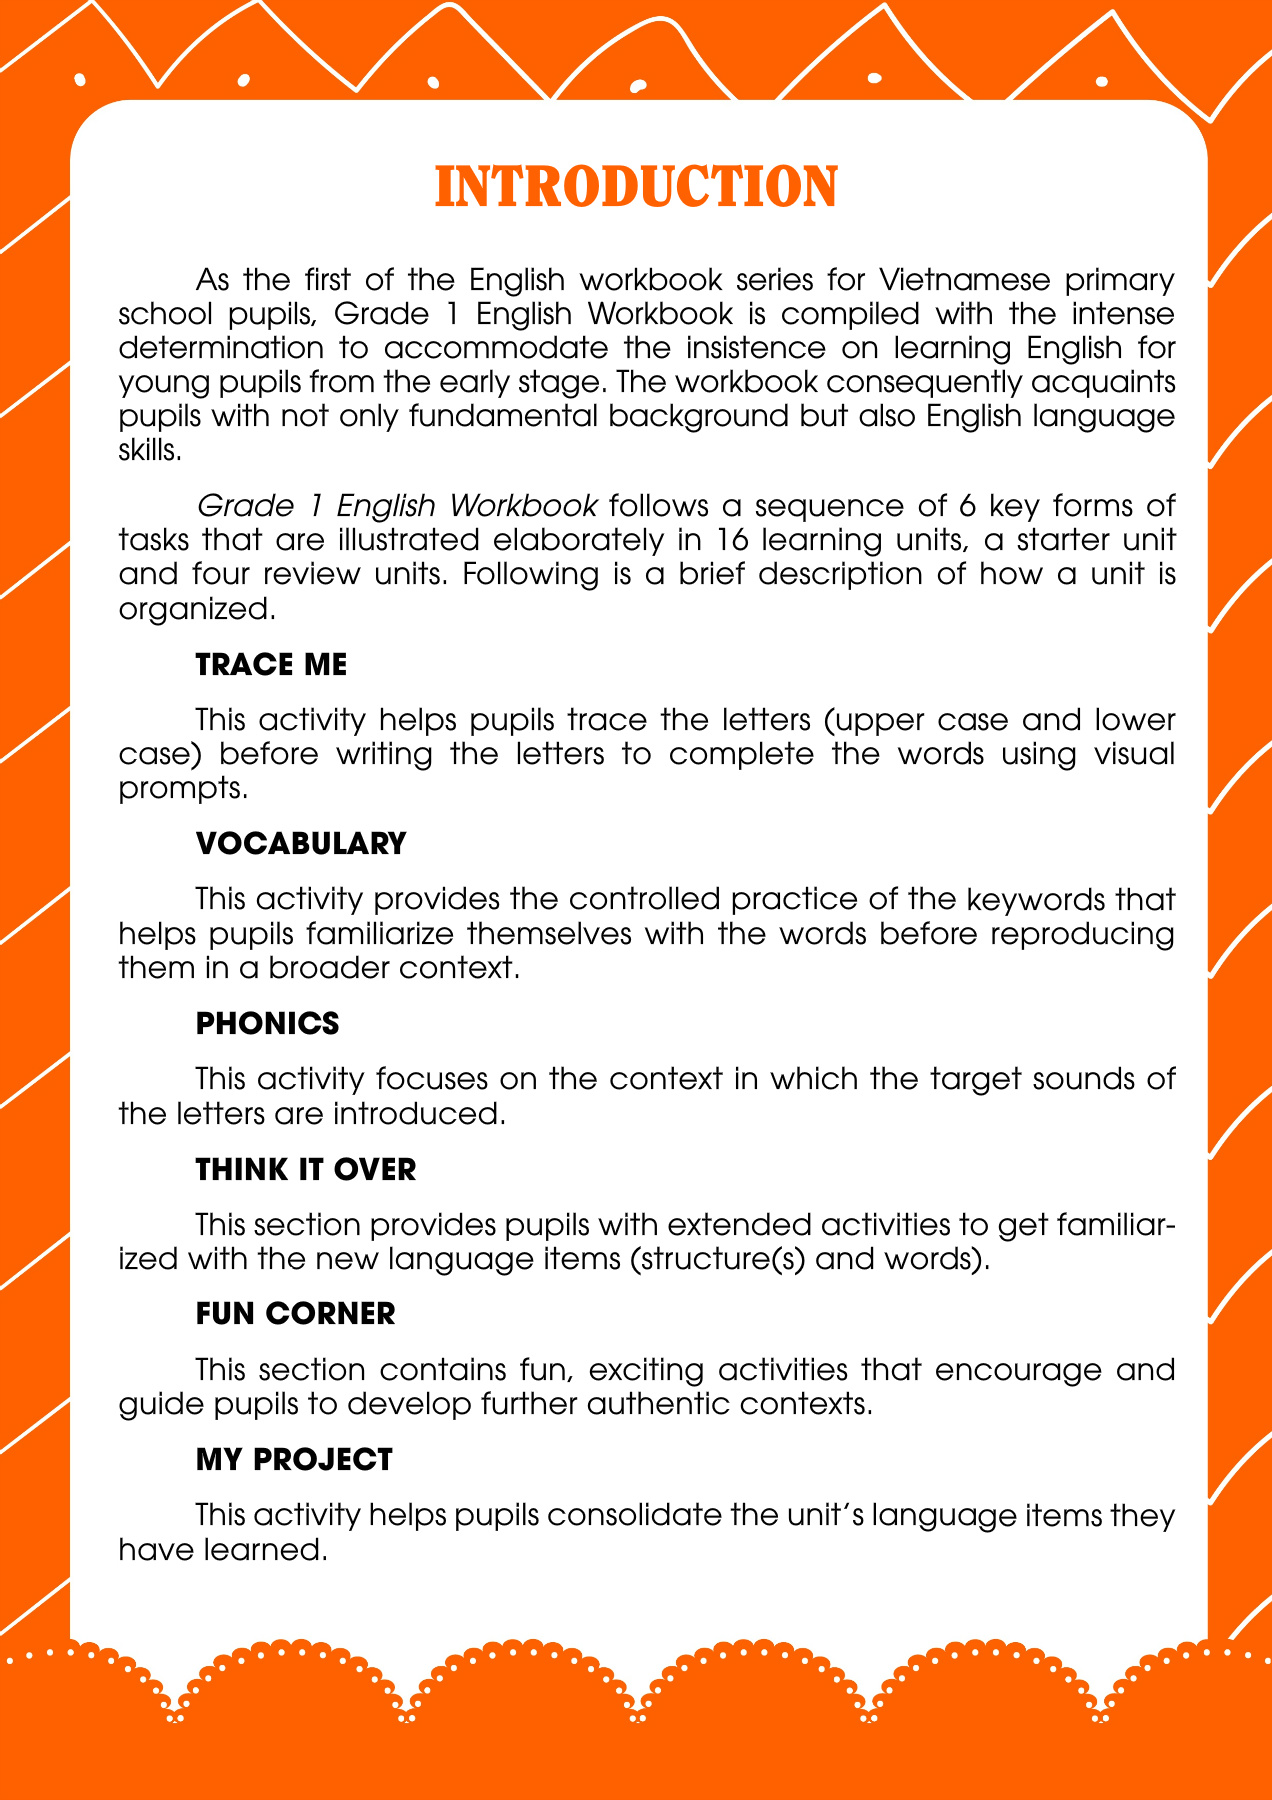 INTRODUCTION
As the first of the English workbook series for Vietnamese primary
school pupils, Grade 1 English Workbook is compiled with the intense
determination to accommodate the insistence on learning English for
young pupils from the early stage. The workbook consequently acquaints
pupils with not only fundamental background but also English language
skills.
Grade 1 English Workbook follows a sequence of 6 key forms of
tasks that are illustrated elaborately in 16 learning units, a starter unit
and four review units. Following is a brief description of how a unit is
organized.
TRACE ME
This activity helps pupils trace the letters (upper case and lower
case) before writing the letters to complete the words using visual
prompts.
VOCABULARY
This activity provides the controlled practice of the keywords that
helps pupils familiarize themselves with the words before reproducing
them in a broader context.
PHONICS
This activity focuses on the context in which the target sounds of
the letters are introduced.
THINK IT OVER
This section provides pupils with extended activities to get familiar-
ized with the new language items (structure(s) and words).
FUN CORNER
This section contains fun, exciting activities that encourage and
guide pupils to develop further authentic contexts.
MY PROJECT
This activity helps pupils consolidate the unit’s language items they
have learned.